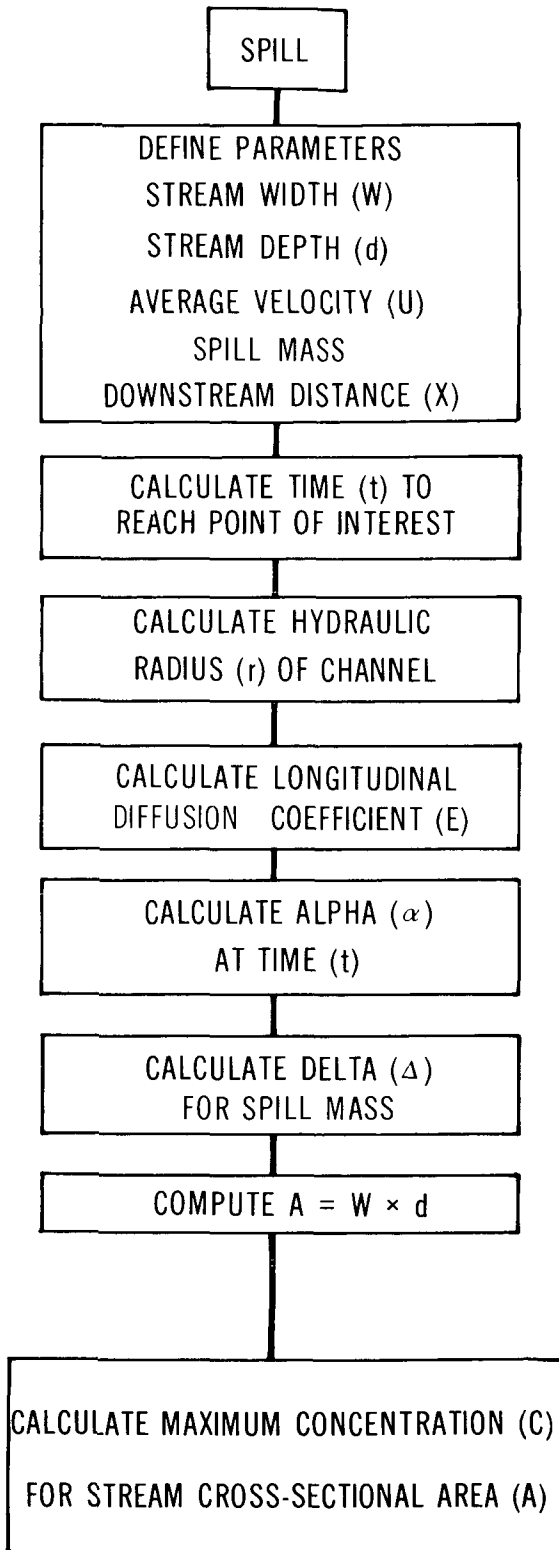 SPILL
DEFINE PARAMETERS
STREAM WIDTH (W)
STREAM DEPTH (d)
AVERAGE VELOCITY (U)
SPILL MASS
DOWNSTREAM DISTANCE (X)
CALCULATE TIME (t) TO
REACH POINT OF INTEREST
CALCULATE HYDRAULIC
RADIUS (r) OF CHANNEL
CALCULATE LONGITUDINAL
DIFFUSION COEFFICIENT (E)
CALCULATE ALPHA (α)
AT TIME (t)
CALCULATE DELTA (Δ)
FOR SPILL MASS
COMPUTE A = W × d
CALCULATE MAXIMUM CONCENTRATION (C)
FOR STREAM CROSS-SECTIONAL AREA (A)